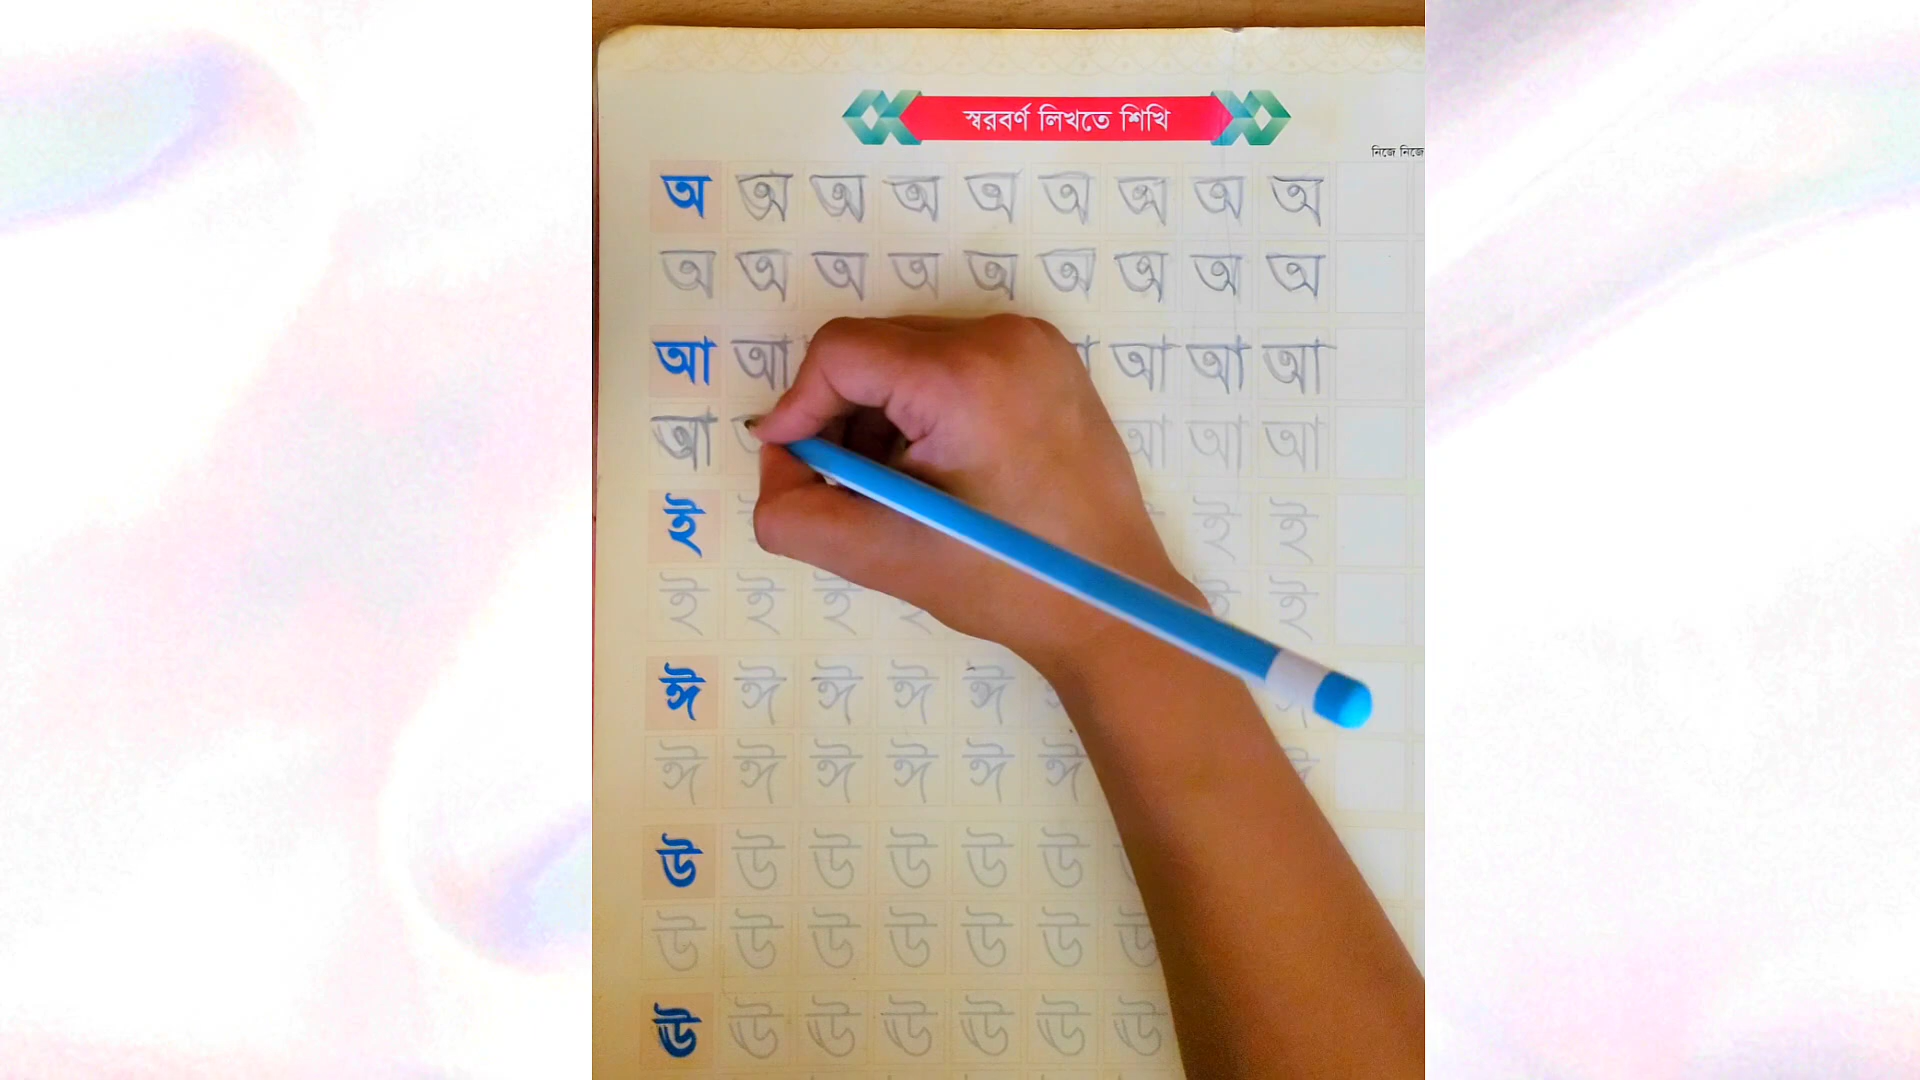 স্বরবর্ণ লিখতে শিখি
নিজে নিজে
অ অ অ অ অ অ অ অ অ
অ অ অ অ অ অ অ অ অ
আ আ আ আ আ আ
আ আ আ আ
ই ই ই
ই ই ই ই ই
ঈ ঈ ঈ ঈ ঈ
ঈ ঈ ঈ ঈ ঈ ঈ
উ উ উ উ উ উ
উ উ উ উ উ উ উ
ঊ ঊ ঊ ঊ ঊ ঊ ঊ